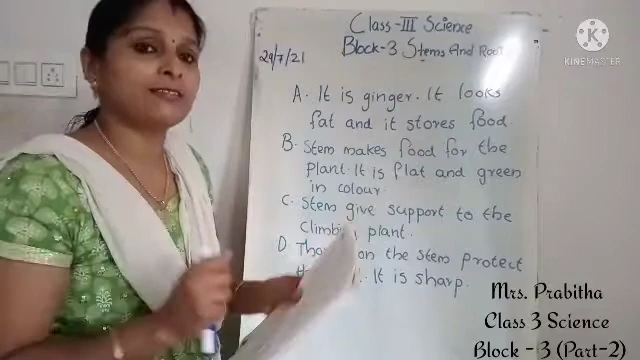 Class-III Science
Block-3 Stems And Root
29/7/21
A. It is ginger. It looks
fat and it stores food
B. Stem makes food for the
plant. It is flat and green
in colour.
C. Stem give support to the
climbing plant.
D on the stem protect
It is sharp.
KINEMASTER
Mrs. Prabitha
Class 3 Science
Block - 3 (Part-2)